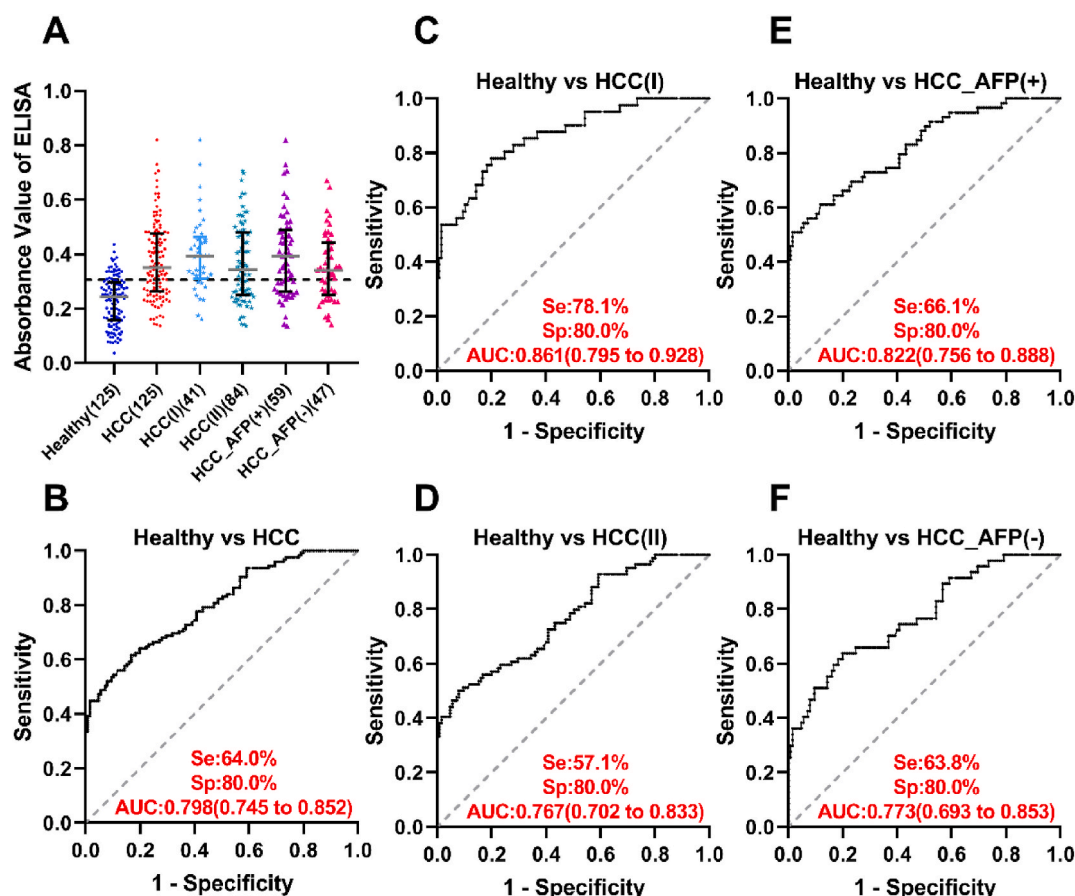 A
Absorbance Value of ELISA
1.0
0.8
0.6
0.4
0.2
0.0
Healthy(125)
HCC(125)
HCC(I)(41)
HCC(II)(84)
HCC_AFP(+)(59)
HCC_AFP(-)(47)
C
Healthy vs HCC(I)
Sensitivity
1.0
0.8
0.6
0.4
0.2
0.0
Se:78.1%
Sp:80.0%
AUC:0.861(0.795 to 0.928)
0.0 0.2 0.4 0.6 0.8 1.0
1 - Specificity
E
Healthy vs HCC_AFP(+)
Sensitivity
1.0
0.8
0.6
0.4
0.2
0.0
Se:66.1%
Sp:80.0%
AUC:0.822(0.756 to 0.888)
0.0 0.2 0.4 0.6 0.8 1.0
1 - Specificity
B
Healthy vs HCC
Sensitivity
1.0
0.8
0.6
0.4
0.2
0.0
Se:64.0%
Sp:80.0%
AUC:0.798(0.745 to 0.852)
0.0 0.2 0.4 0.6 0.8 1.0
1 - Specificity
D
Healthy vs HCC(II)
Sensitivity
1.0
0.8
0.6
0.4
0.2
0.0
Se:57.1%
Sp:80.0%
AUC:0.767(0.702 to 0.833)
0.0 0.2 0.4 0.6 0.8 1.0
1 - Specificity
F
Healthy vs HCC_AFP(-)
Sensitivity
1.0
0.8
0.6
0.4
0.2
0.0
Se:63.8%
Sp:80.0%
AUC:0.773(0.693 to 0.853)
0.0 0.2 0.4 0.6 0.8 1.0
1 - Specificity